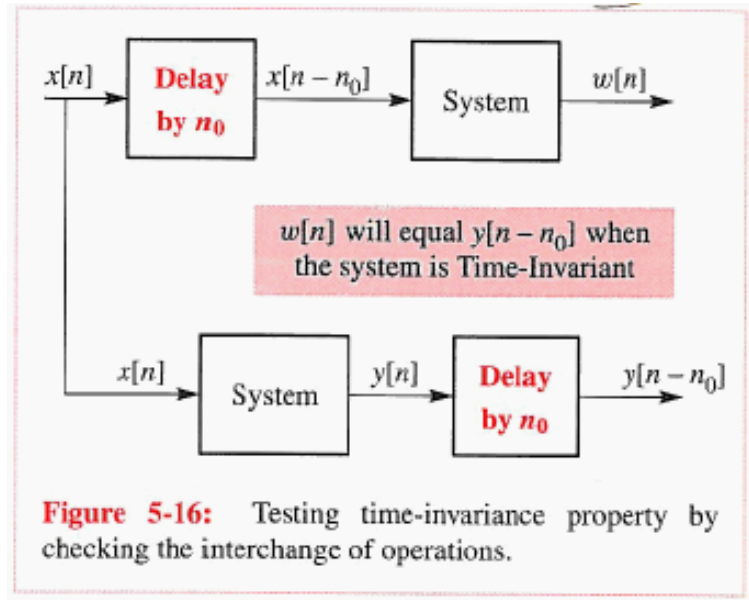 x[n]
Delay
by n₀
x[n − n₀]
System
w[n]
w[n] will equal y[n − n₀] when
the system is Time-Invariant
x[n]
System
y[n]
Delay
by n₀
y[n − n₀]
Figure 5-16: Testing time-invariance property by
checking the interchange of operations.